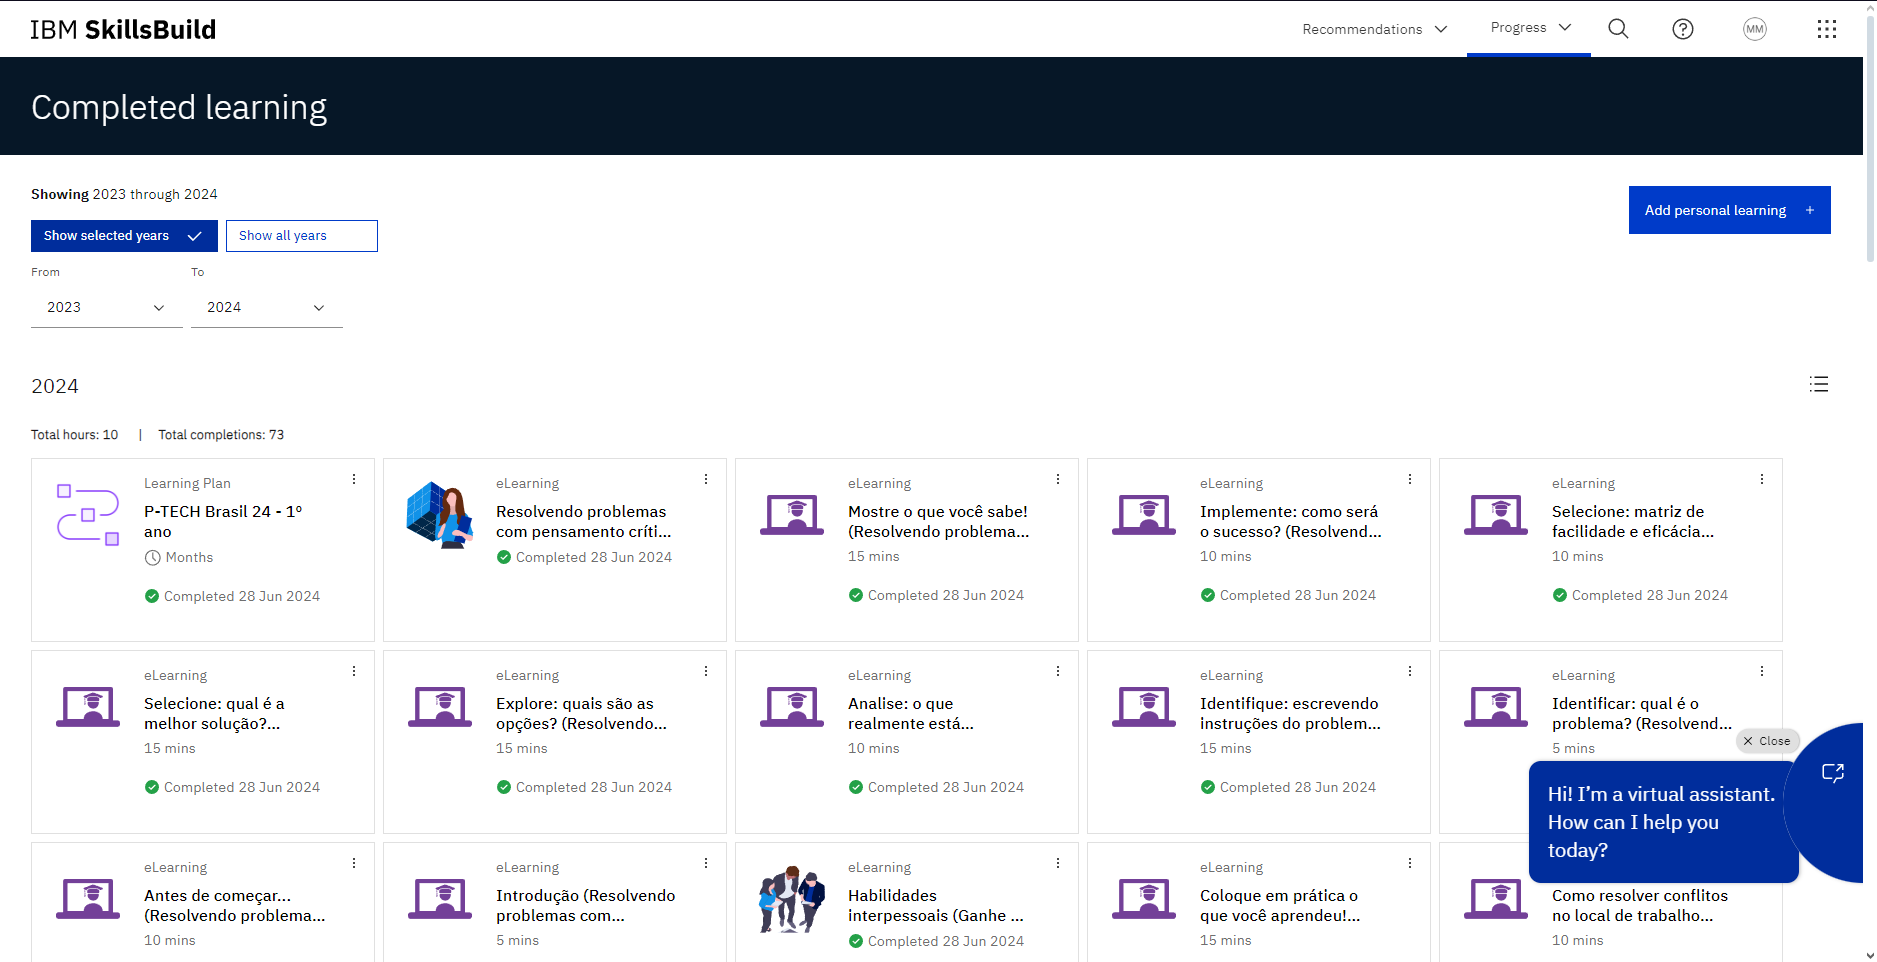 IBM SkillsBuild
Recommendations
Progress
MM
Completed learning
Showing 2023 through 2024
Add personal learning +
Show selected years
Show all years
From
To
2023
2024
2024
Total hours: 10 | Total completions: 73
Learning Plan
P-TECH Brasil 24 - 1º
ano
Months
Completed 28 Jun 2024
eLearning
Resolvendo problemas
com pensamento críti...
Completed 28 Jun 2024
eLearning
Mostre o que você sabe!
(Resolvendo problema...
15 mins
Completed 28 Jun 2024
eLearning
Implemente: como será
o sucesso? (Resolvend...
10 mins
Completed 28 Jun 2024
eLearning
Selecione: matriz de
facilidade e eficácia...
10 mins
Completed 28 Jun 2024
eLearning
Selecione: qual é a
melhor solução?...
15 mins
Completed 28 Jun 2024
eLearning
Explore: quais são as
opções? (Resolvendo...
15 mins
Completed 28 Jun 2024
eLearning
Analise: o que
realmente está...
10 mins
Completed 28 Jun 2024
eLearning
Identifique: escrevendo
instruções do problem...
15 mins
Completed 28 Jun 2024
eLearning
Identificar: qual é o
problema? (Resolvend...
5 mins
Close
Hi! I’m a virtual assistant.
How can I help you
today?
eLearning
Antes de começar...
(Resolvendo problema...
10 mins
eLearning
Introdução (Resolvendo
problemas com...
5 mins
eLearning
Habilidades
interpessoais (Ganhe ...
Completed 28 Jun 2024
eLearning
Coloque em prática o
que você aprendeu!...
15 mins
Como resolver conflitos
no local de trabalho...
10 mins